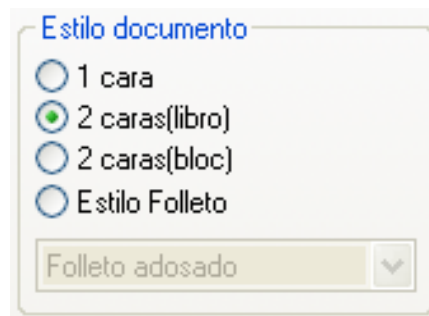 Estilo documento
1 cara
2 caras(libro)
2 caras(bloc)
Estilo Folleto
Folleto adosado